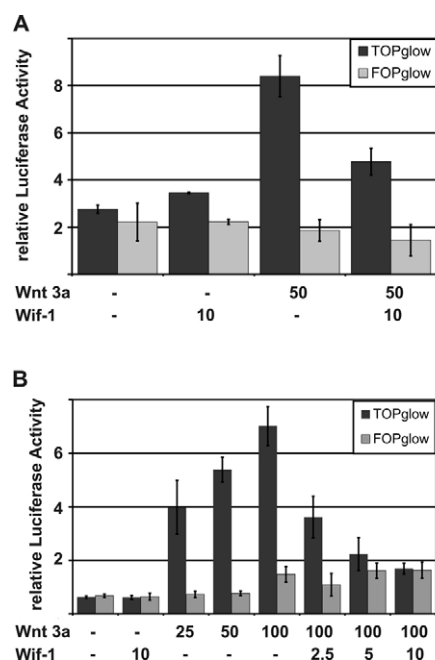 A
TOPglow
FOPglow
relative Luciferase Activity
8
6
4
2
0
Wnt 3a - - 50 50
Wif-1 - 10 - 10
B
TOPglow
FOPglow
relative Luciferase Activity
6
4
2
0
Wnt 3a - - 25 50 100 100 100 100
Wif-1 - 10 - - - 2.5 5 10